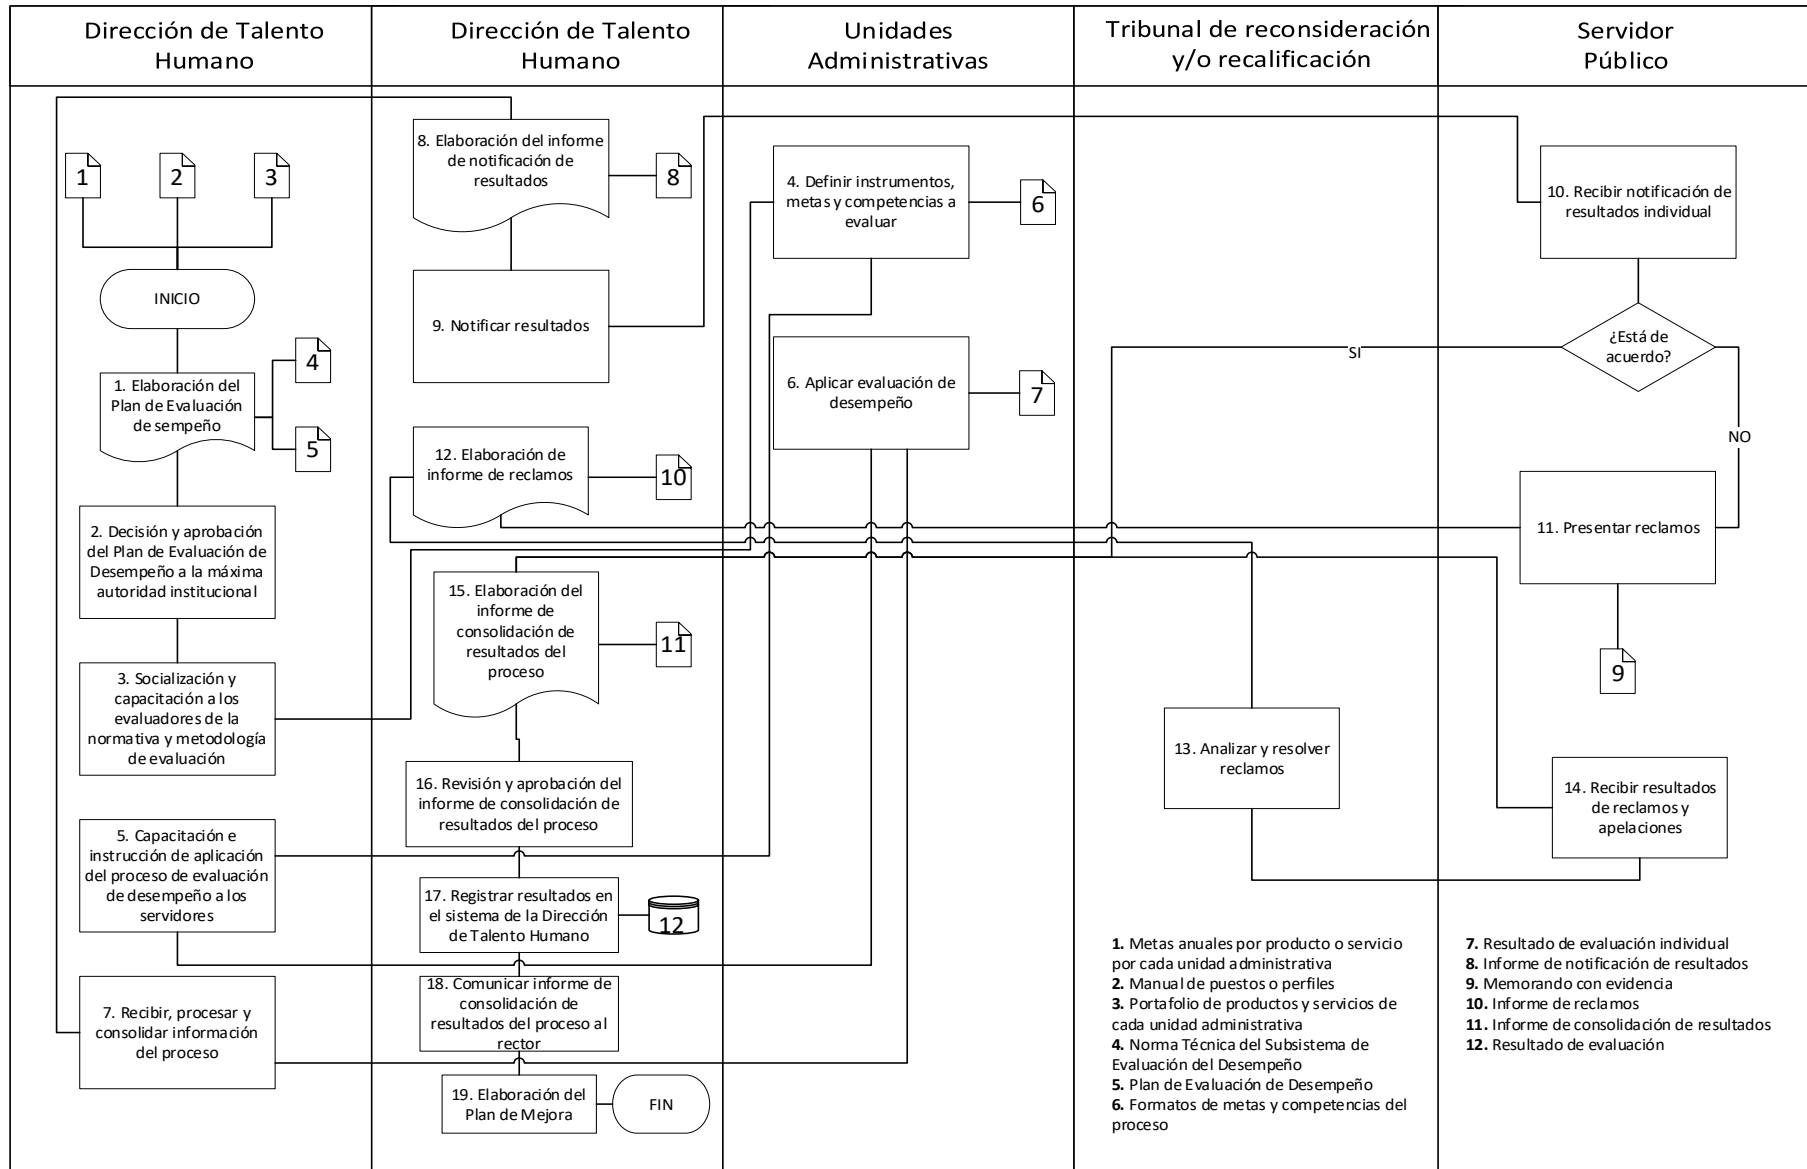 Dirección de Talento
Humano
Dirección de Talento
Humano
Unidades
Administrativas
Tribunal de reconsideración
y/o recalificación
Servidor
Público
1
2
3
INICIO
1. Elaboración del
Plan de Evaluación
de sempeño
4
5
2. Decisión y aprobación
del Plan de Evaluación de
Desempeño a la máxima
autoridad institucional
3. Socialización y
capacitación a los
evaluadores de la
normativa y metodología
de evaluación
5. Capacitación e
instrucción de aplicación
del proceso de evaluación
de desempeño a los
servidores
7. Recibir, procesar y
consolidar información
del proceso
8. Elaboración del informe
de notificación de
resultados
8
9. Notificar resultados
12. Elaboración de
informe de reclamos
10
15. Elaboración del
informe de
consolidación de
resultados del
proceso
11
16. Revisión y aprobación del
informe de consolidación de
resultados del proceso
17. Registrar resultados en
el sistema de la Dirección
de Talento Humano
12
18. Comunicar informe de
consolidación de
resultados del proceso al
rector
19. Elaboración del
Plan de Mejora
FIN
4. Definir instrumentos,
metas y competencias a
evaluar
6
6. Aplicar evaluación de
desempeño
7
13. Analizar y resolver
reclamos
10. Recibir notificación de
resultados individual
¿Está de
acuerdo?
SI
NO
11. Presentar reclamos
9
14. Recibir resultados
de reclamos y
apelaciones
1. Metas anuales por producto o servicio
por cada unidad administrativa
2. Manual de puestos o perfiles
3. Portafolio de productos y servicios de
cada unidad administrativa
4. Norma Técnica del Subsistema de
Evaluación del Desempeño
5. Plan de Evaluación de Desempeño
6. Formatos de metas y competencias del
proceso
7. Resultado de evaluación individual
8. Informe de notificación de resultados
9. Memorando con evidencia
10. Informe de reclamos
11. Informe de consolidación de resultados
12. Resultado de evaluación